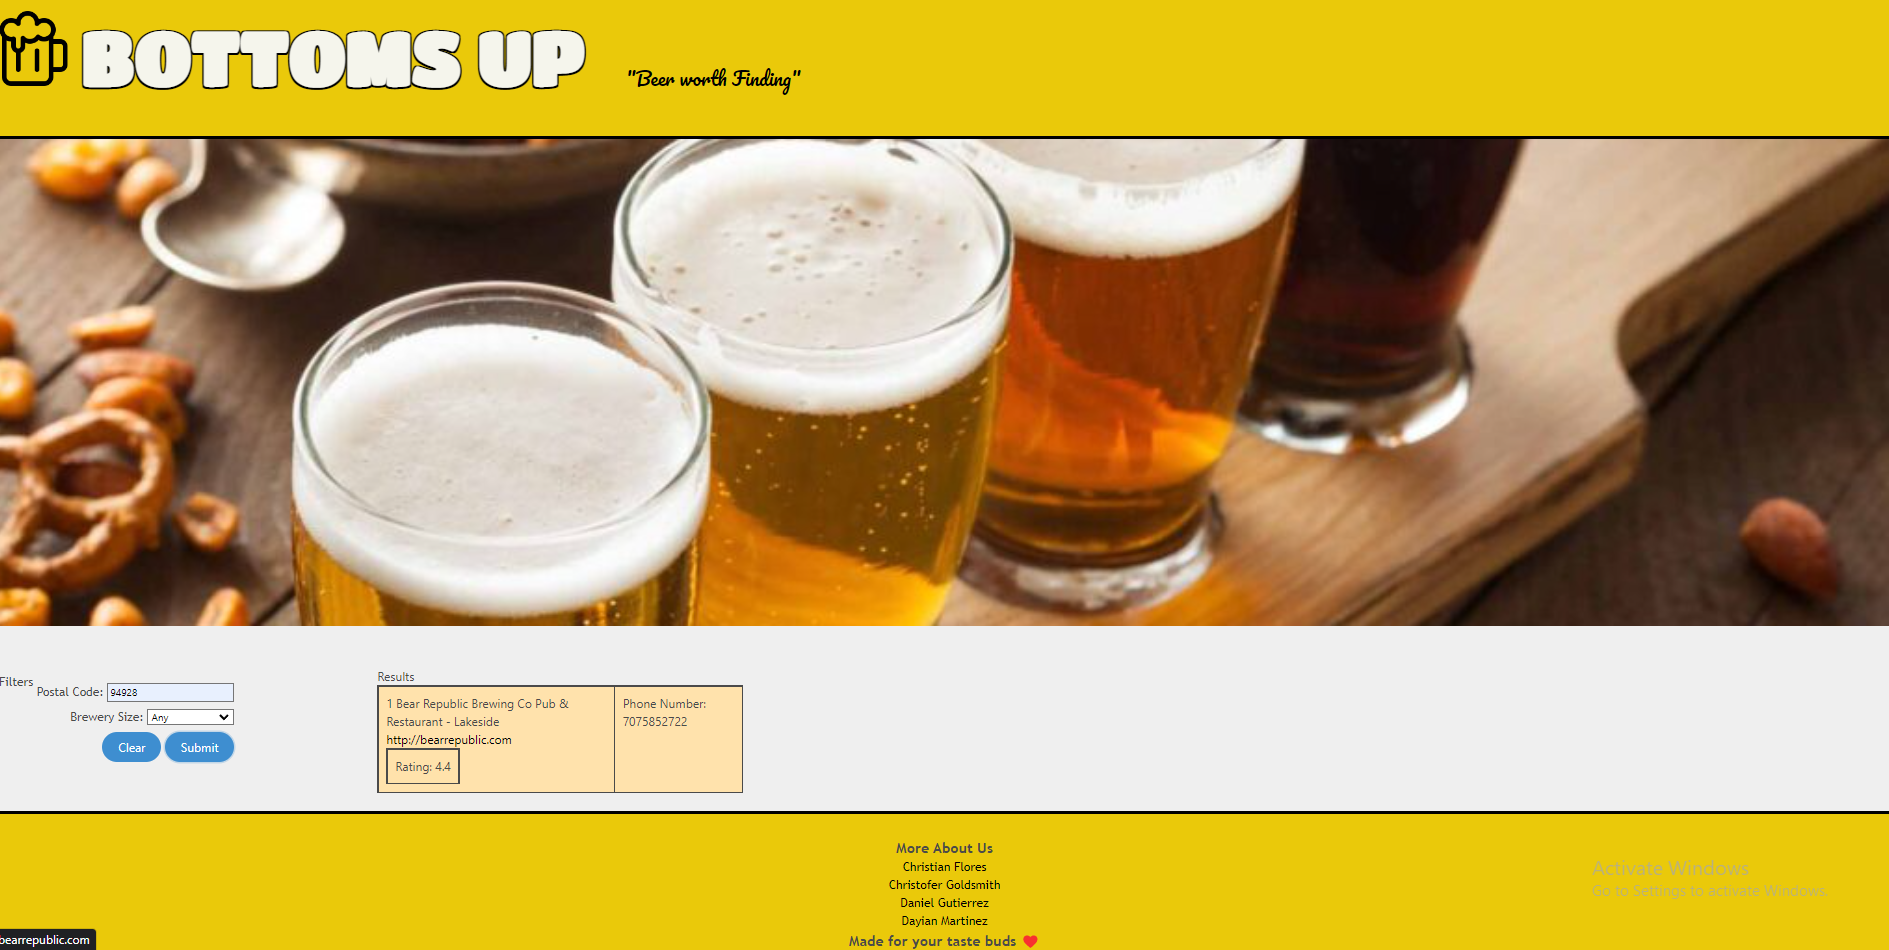 BOTTOMS UP
"Beer worth Finding"
Filters
Postal Code: 94928
Brewery Size: Any
Clear Submit
Results
1 Bear Republic Brewing Co Pub &
Restaurant - Lakeside
http://bearrepublic.com
Rating: 4.4
Phone Number:
7075852722
More About Us
Christian Flores
Christofer Goldsmith
Daniel Gutierrez
Dayian Martinez
Made for your taste buds ❤
Activate Windows
Go to Settings to activate Windows.
bearrepublic.com